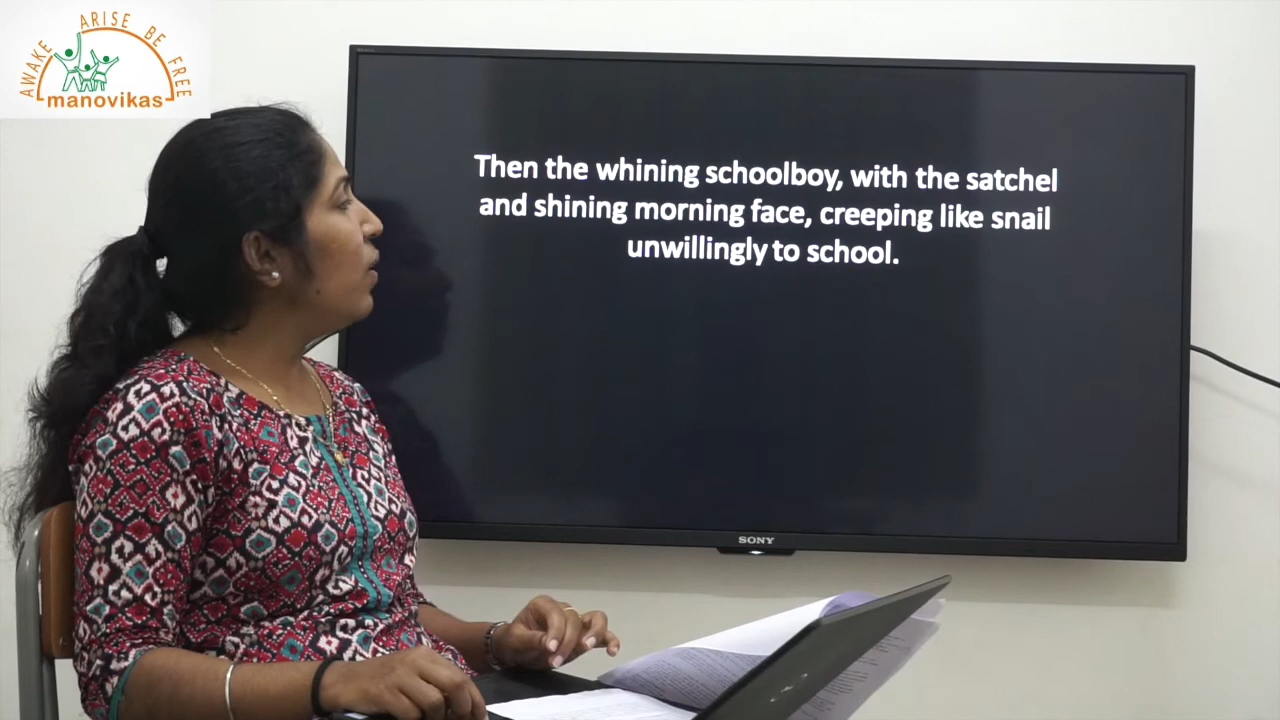 AWAKE ARISE BE FREE
manovikas
Then the whining schoolboy, with the satchel
and shining morning face, creeping like snail
unwillingly to school.
SONY